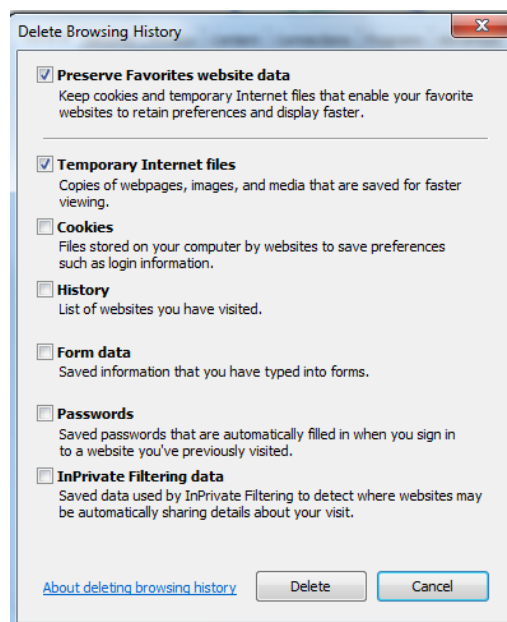 Delete Browsing History
Preserve Favorites website data
Keep cookies and temporary Internet files that enable your favorite
websites to retain preferences and display faster.
Temporary Internet files
Copies of webpages, images, and media that are saved for faster
viewing.
Cookies
Files stored on your computer by websites to save preferences
such as login information.
History
List of websites you have visited.
Form data
Saved information that you have typed into forms.
Passwords
Saved passwords that are automatically filled in when you sign in
to a website you've previously visited.
InPrivate Filtering data
Saved data used by InPrivate Filtering to detect where websites may
be automatically sharing details about your visit.
About deleting browsing history
Delete
Cancel